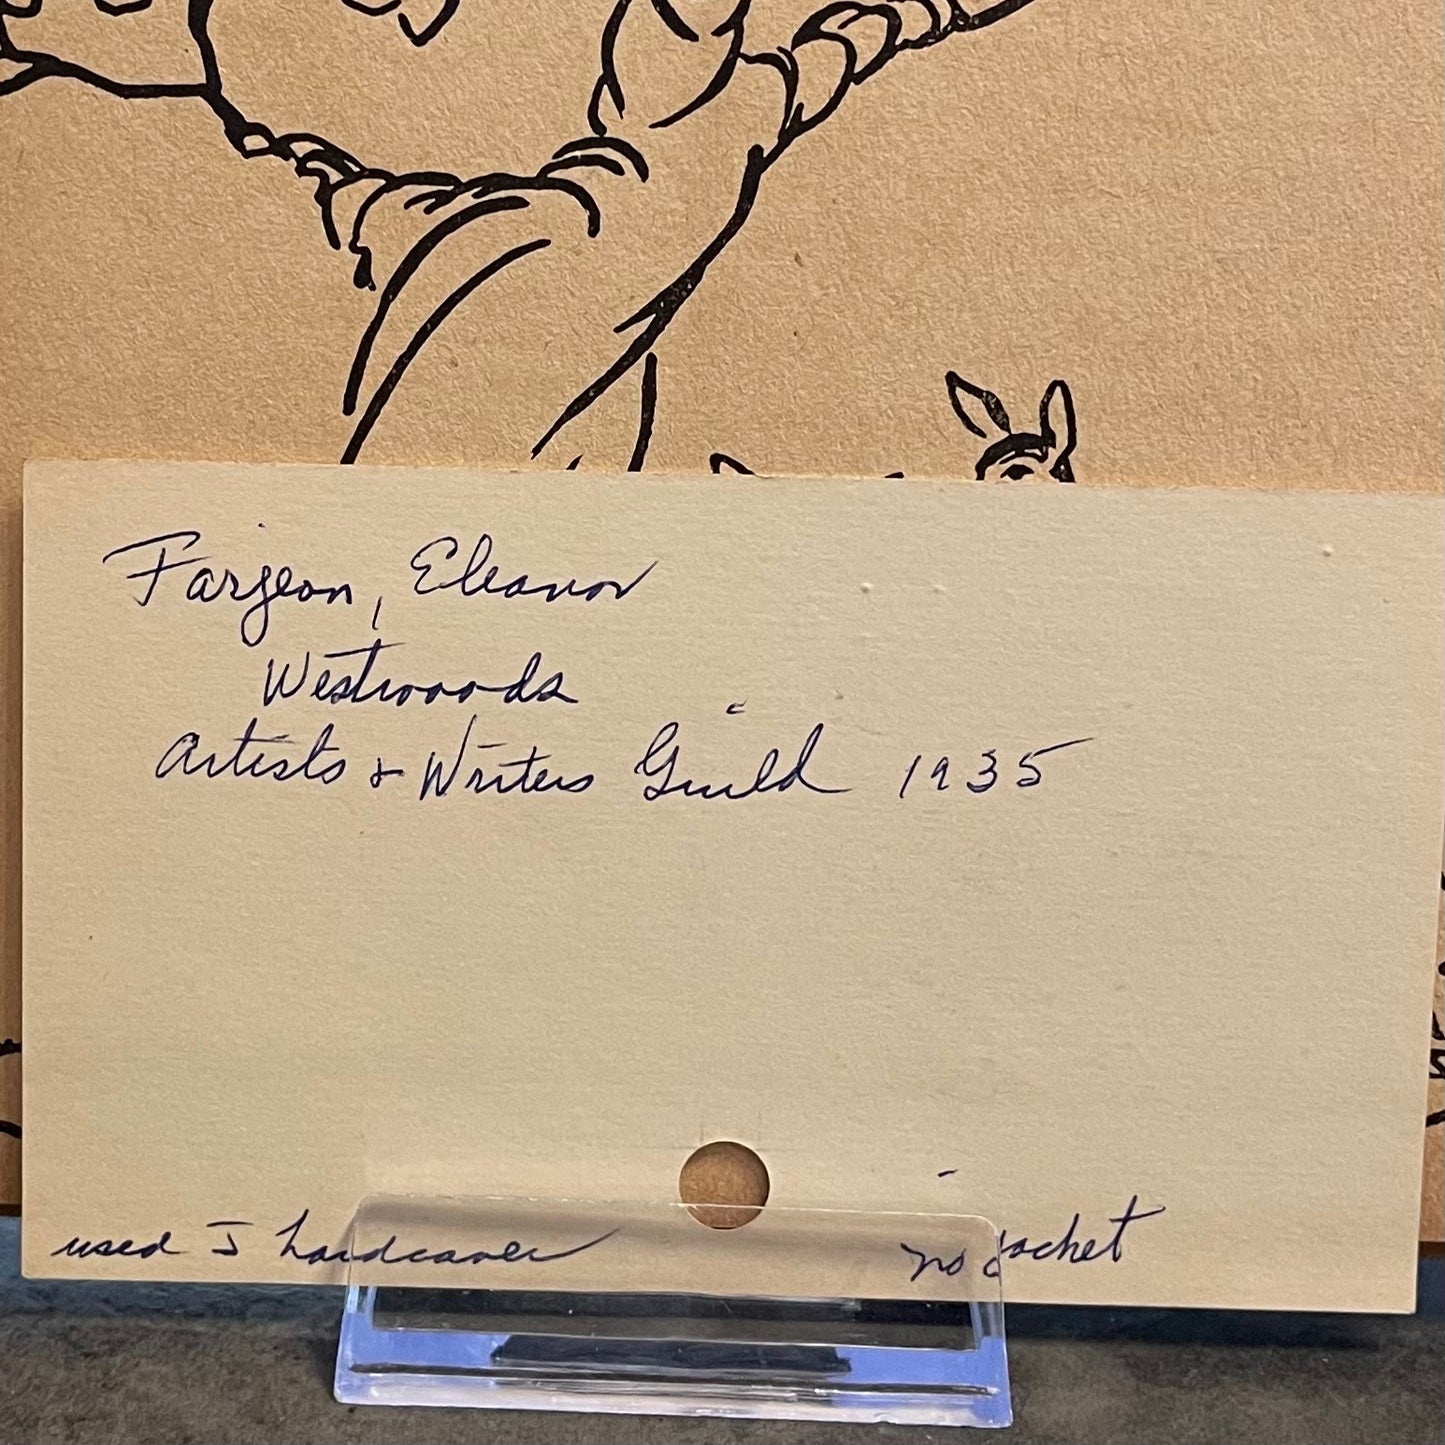 Farjeon, Eleanor
Westwoods
Artists & Writers Guild 1935
used J hardcover no jacket